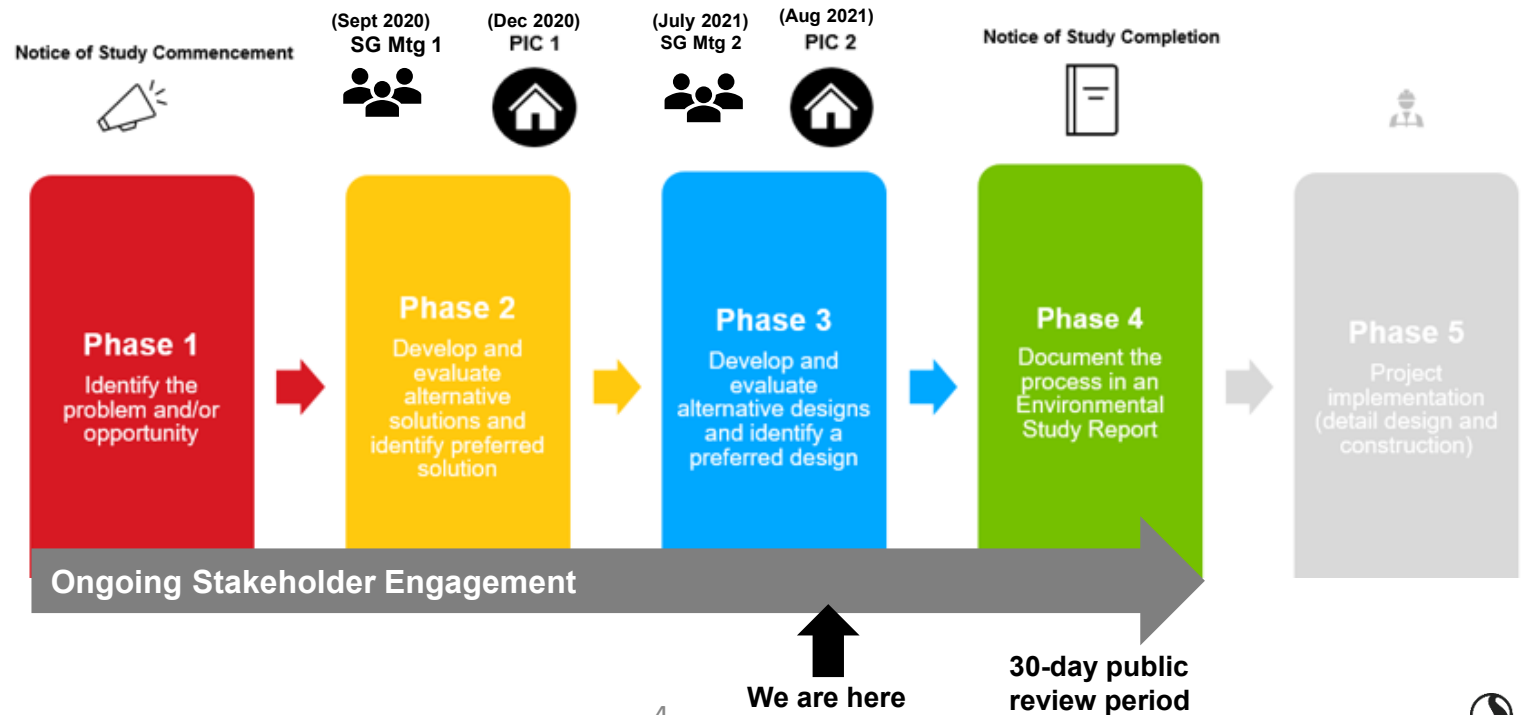 Notice of Study Commencement
(Sept 2020)
SG Mtg 1
(Dec 2020)
PIC 1
(July 2021)
SG Mtg 2
(Aug 2021)
PIC 2
Notice of Study Completion
Phase 1
Identify the
problem and/or
opportunity
Phase 2
Develop and
evaluate
alternative
solutions and
identify preferred
solution
Phase 3
Develop and
evaluate
alternative designs
and identify a
preferred design
Phase 4
Document the
process in an
Environmental
Study Report
Phase 5
Project
implementation
(detail design and
construction)
Ongoing Stakeholder Engagement
We are here
30-day public
review period
4